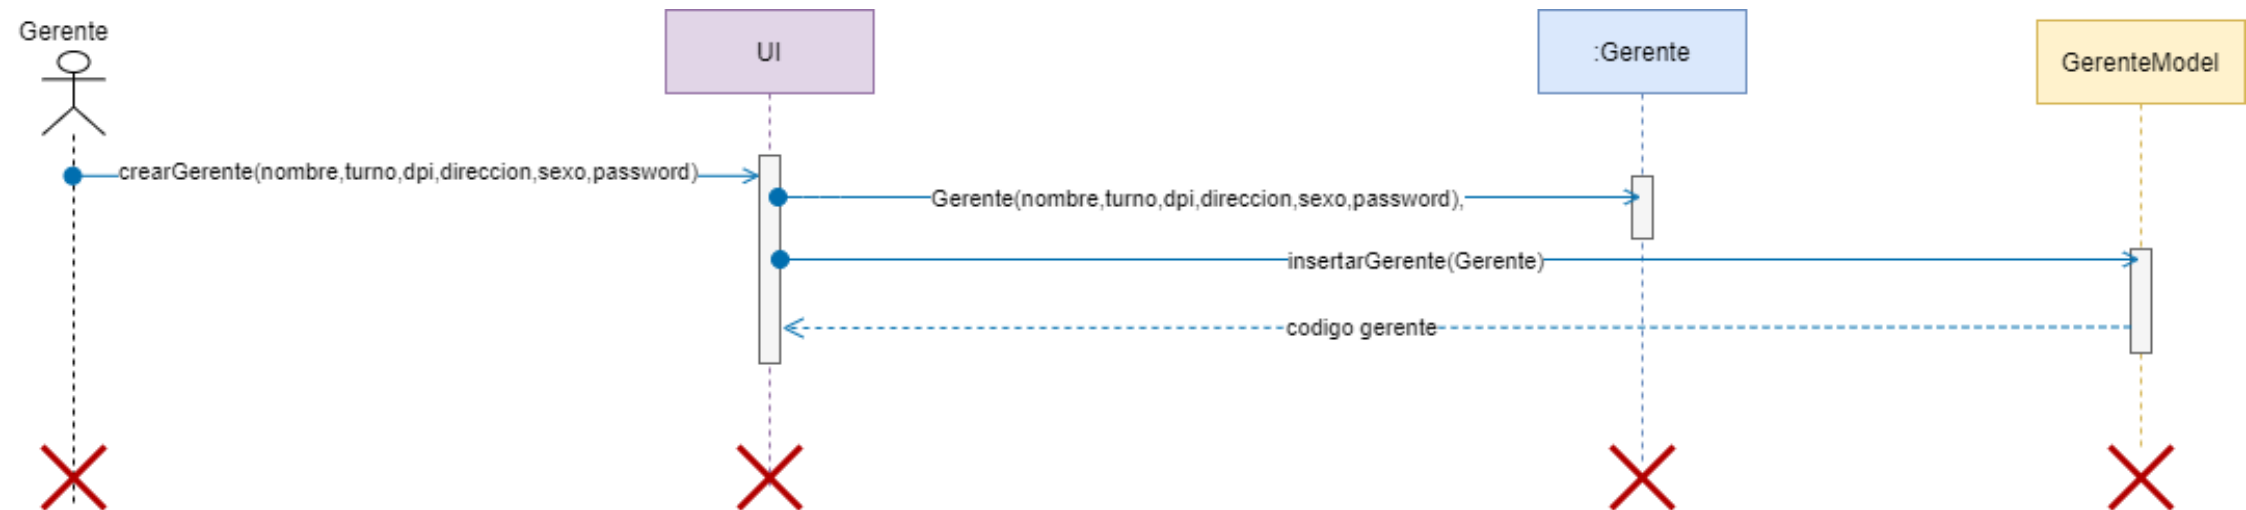 Gerente
UI
:Gerente
GerenteModel
crearGerente(nombre,turno,dpi,direccion,sexo,password)
Gerente(nombre,turno,dpi,direccion,sexo,password),
insertarGerente(Gerente)
codigo gerente